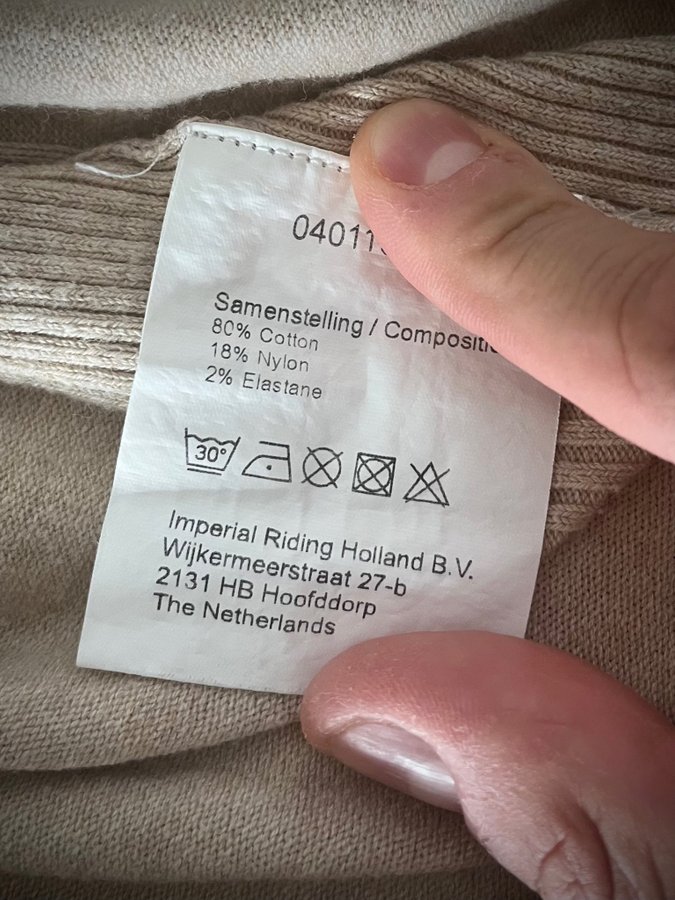 Samenstelling /
80% Cotton
18% Nylon
2% Elastane
30°
Imperial Riding Holland B.V.
Wijkermeerstraat 27-b
2131 HB Hoofddorp
The Netherlands